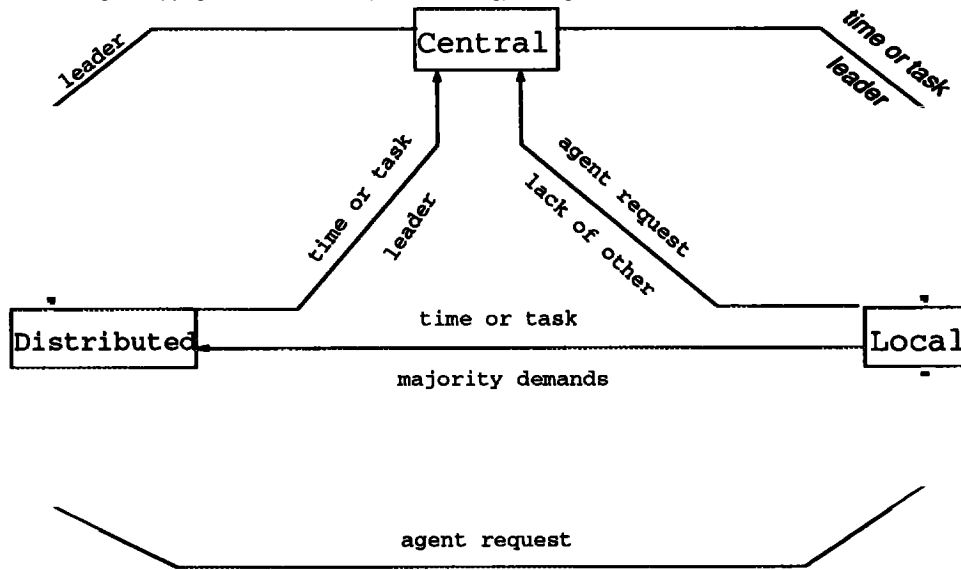 Central
leader
time or task
leader
time or task
leader
agent request
lack of other
Distributed
time or task
Local
majority demands
agent request